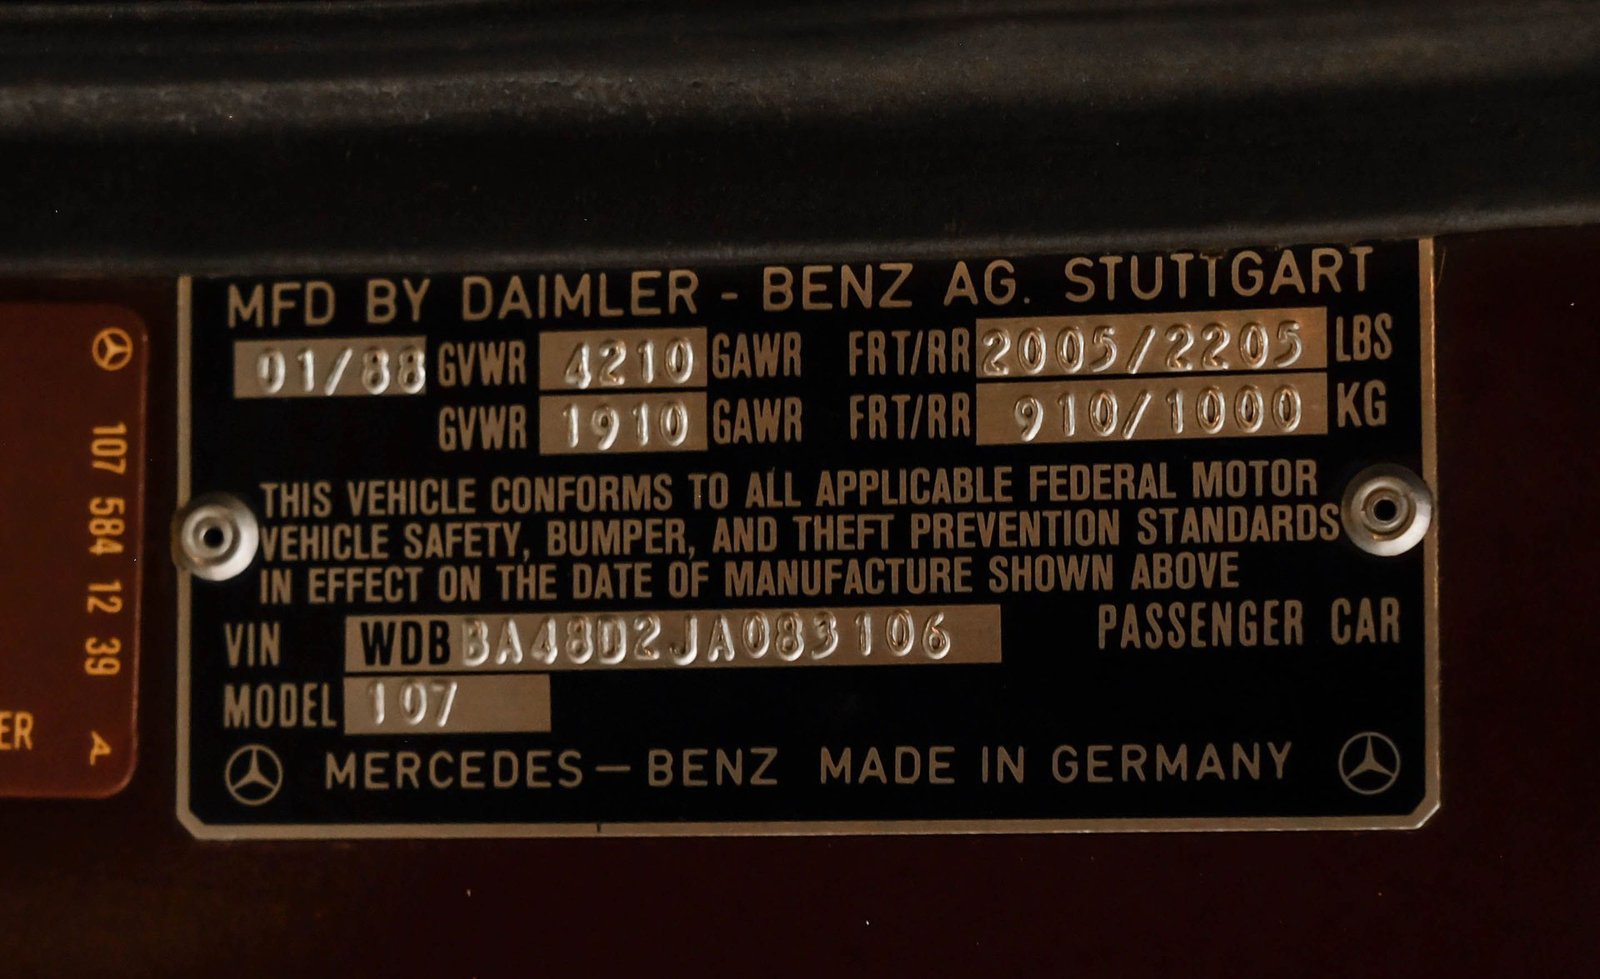 MFD BY DAIMLER - BENZ AG. STUTTGART
01/88 GVWR 4210 GAWR FRT/RR 2005/2205 LBS
GVWR 1910 GAWR FRT/RR 910/1000 KG
THIS VEHICLE CONFORMS TO ALL APPLICABLE FEDERAL MOTOR
VEHICLE SAFETY, BUMPER, AND THEFT PREVENTION STANDARDS
IN EFFECT ON THE DATE OF MANUFACTURE SHOWN ABOVE
VIN WDBBA48D2JA083106 PASSENGER CAR
MODEL 107
MERCEDES – BENZ MADE IN GERMANY
107 584 12 39 A
ER